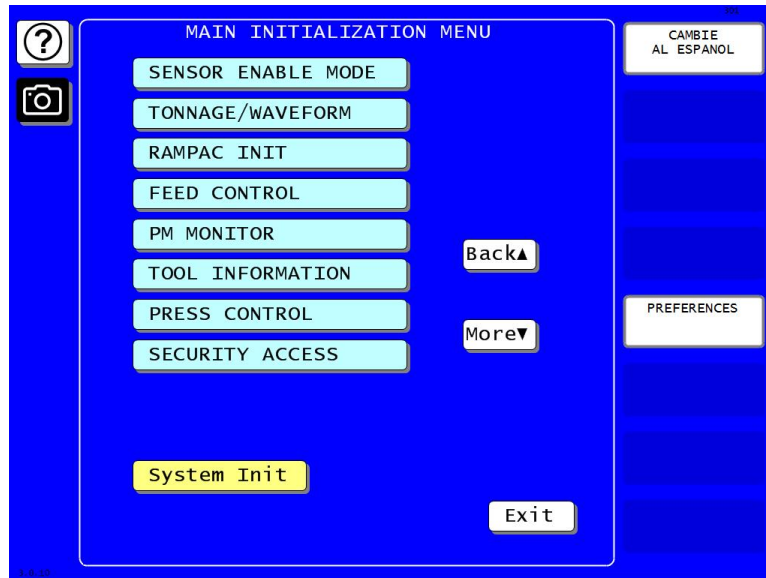 MAIN INITIALIZATION MENU
SENSOR ENABLE MODE
TONNAGE/WAVEFORM
RAMPAC INIT
FEED CONTROL
PM MONITOR
TOOL INFORMATION
PRESS CONTROL
SECURITY ACCESS
Back▲
More▼
System Init
Exit
CAMBIE
AL ESPANOL
PREFERENCES